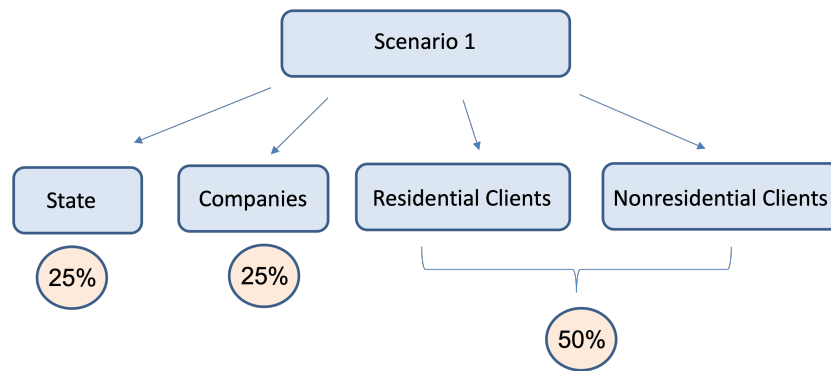 Scenario 1
State
Companies
Residential Clients
Nonresidential Clients
25%
25%
50%